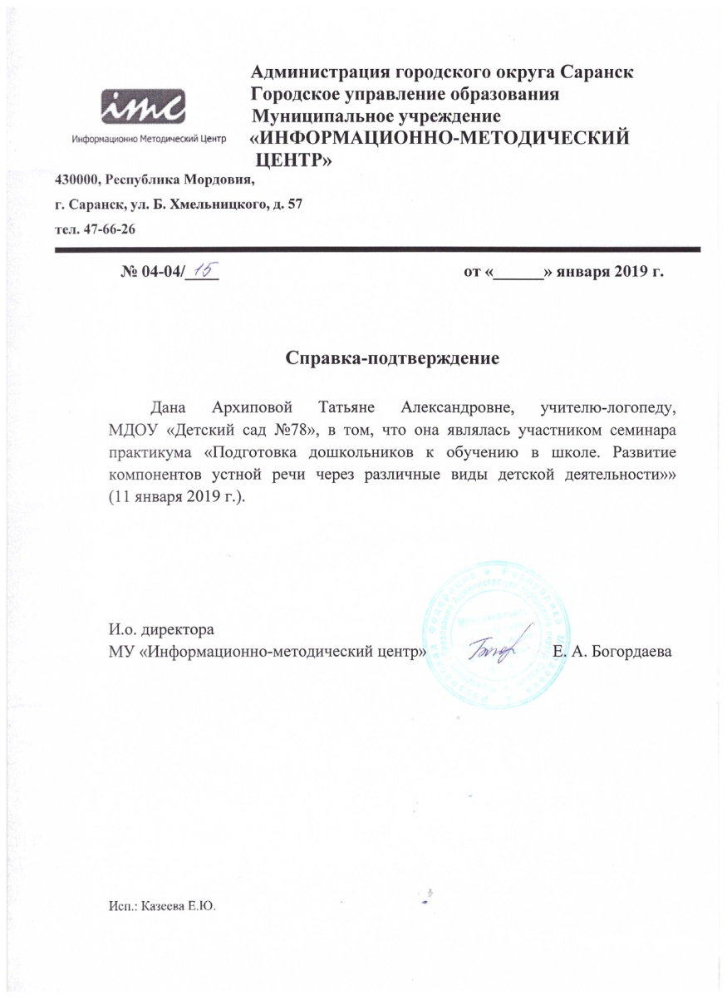 Администрация городского округа Саранск
Городское управление образования
Муниципальное учреждение
«ИНФОРМАЦИОННО-МЕТОДИЧЕСКИЙ
ЦЕНТР»
imc
Информационно Методический Центр
430000, Республика Мордовия,
г. Саранск, ул. Б. Хмельницкого, д. 57
тел. 47-66-26
№ 04-04/ 15 от «______» января 2019 г.
Справка-подтверждение
Дана Архиповой Татьяне Александровне, учителю-логопеду,
МДОУ «Детский сад №78», в том, что она являлась участником семинара
практикума «Подготовка дошкольников к обучению в школе. Развитие
компонентов устной речи через различные виды детской деятельности»»
(11 января 2019 г.).
И.о. директора
МУ «Информационно-методический центр» Е. А. Богордаева
Исп.: Казеева Е.Ю.